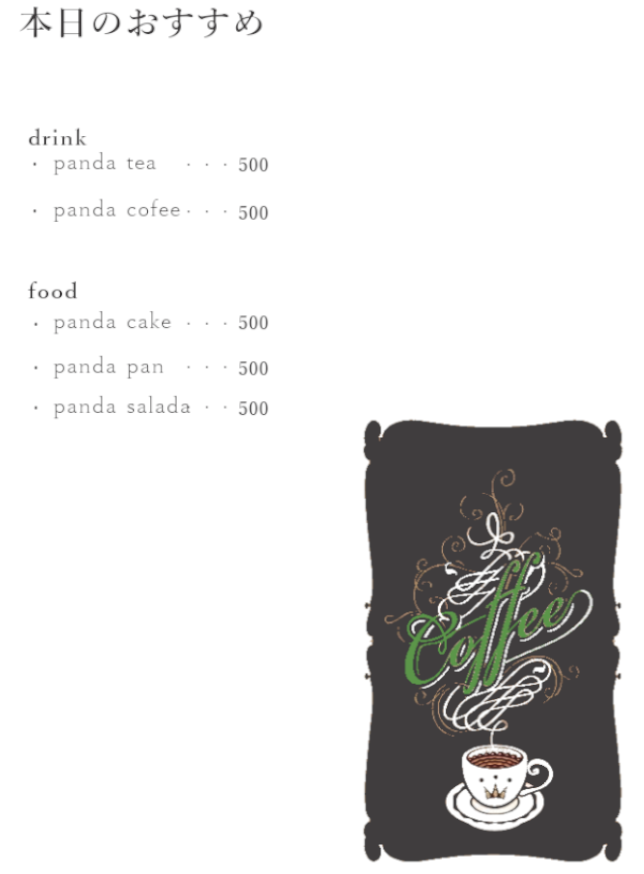 本日のおすすめ
drink
・ panda tea ・・・ 500
・ panda cofee・・・ 500
food
・ panda cake ・・・ 500
・ panda pan ・・・ 500
・ panda salada ・・ 500
Coffee